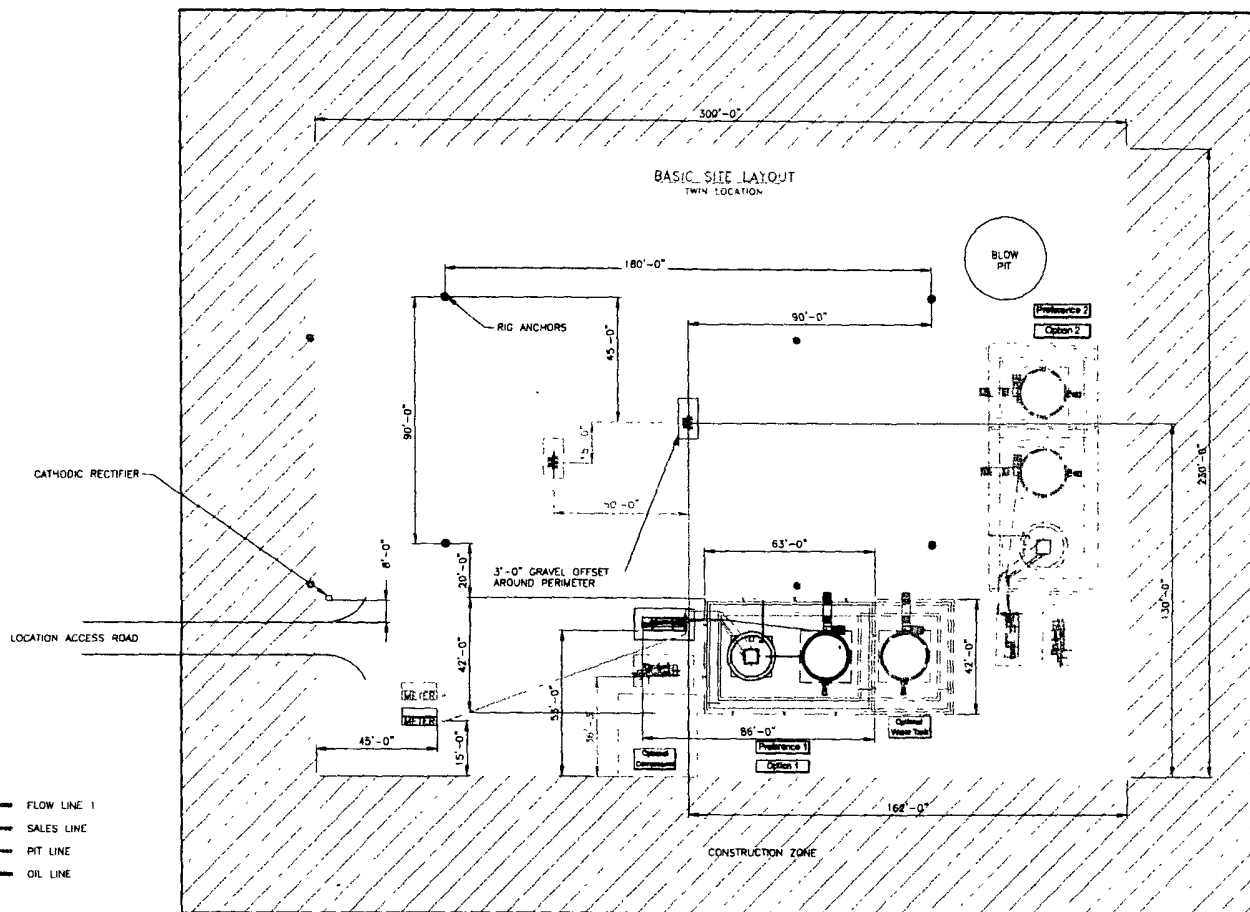 300'-0"
BASIC SITE LAYOUT
TWIN LOCATION
BLOW
PIT
180'-0"
Preference 2
Option 2
RIG ANCHORS
90'-0"
45'-0"
90'-0"
15'-0"
CATHODIC RECTIFIER
230'-0"
8'-0"
20'-0"
3'-0" GRAVEL OFFSET
AROUND PERIMETER
63'-0"
130'-0"
LOCATION ACCESS ROAD
42'-0"
42'-0"
METER
METER
53'-0"
45'-0"
15'-0"
86'-0"
Optional
Water Tank
Preference 1
Option 1
Optional
162'-0"
CONSTRUCTION ZONE
FLOW LINE 1
SALES LINE
PIT LINE
OIL LINE